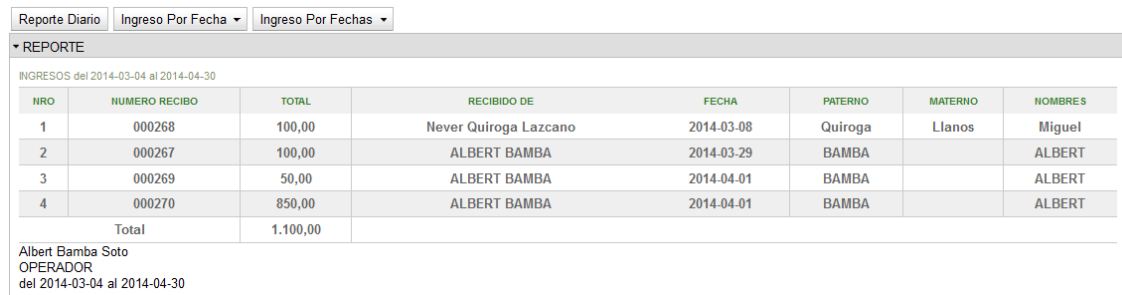 Reporte Diario Ingreso Por Fecha Ingreso Por Fechas
REPORTE
INGRESOS del 2014-03-04 al 2014-04-30
NRO NUMERO RECIBO TOTAL RECIBIDO DE FECHA PATERNO MATERNO NOMBRES
1 000268 100,00 Never Quiroga Lazcano 2014-03-08 Quiroga Llanos Miguel
2 000267 100,00 ALBERT BAMBA 2014-03-29 BAMBA ALBERT
3 000269 50,00 ALBERT BAMBA 2014-04-01 BAMBA ALBERT
4 000270 850,00 ALBERT BAMBA 2014-04-01 BAMBA ALBERT
Total 1.100,00
Albert Bamba Soto
OPERADOR
del 2014-03-04 al 2014-04-30